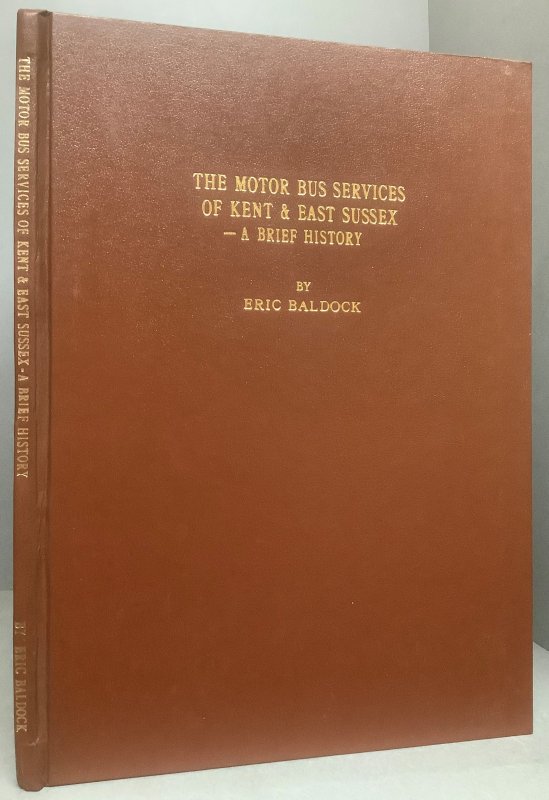 THE MOTOR BUS SERVICES OF KENT & EAST SUSSEX - A BRIEF HISTORY
BY ERIC BALDOCK
THE MOTOR BUS SERVICES
OF KENT & EAST SUSSEX
— A BRIEF HISTORY
BY
ERIC BALDOCK